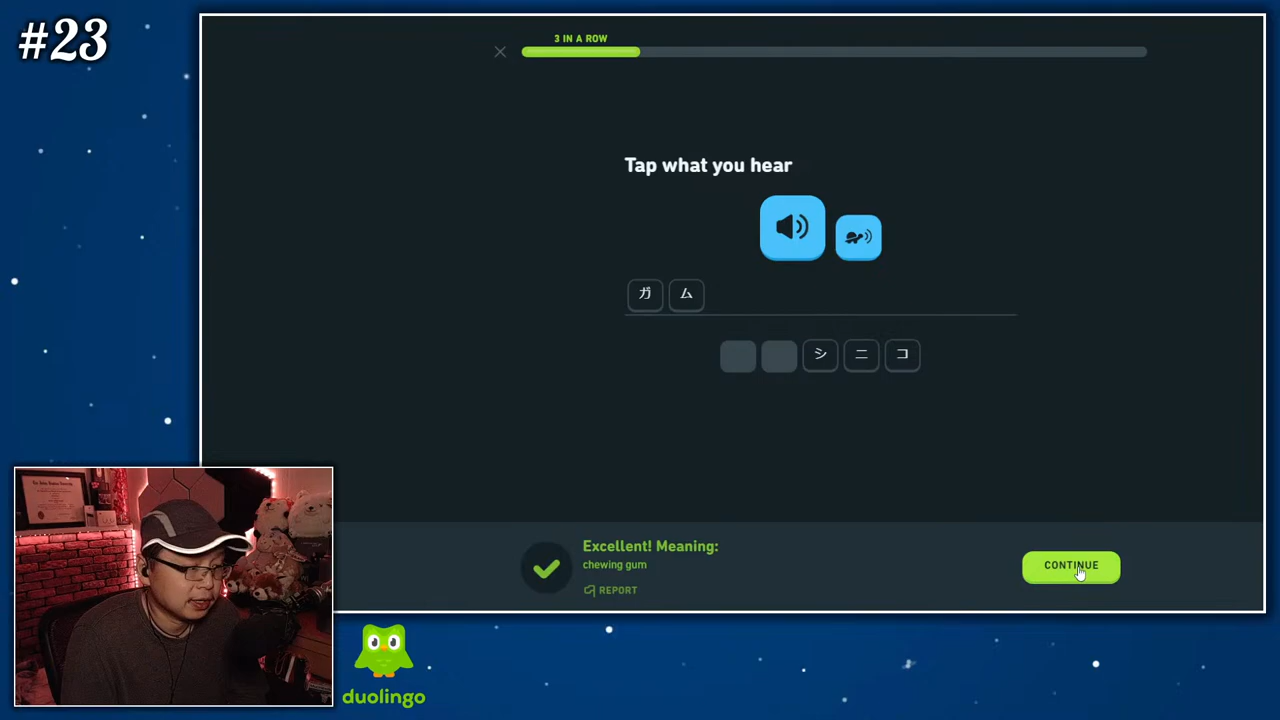 #23
3 IN A ROW
Tap what you hear
ガ ム
シ ニ コ
Excellent! Meaning:
chewing gum
REPORT
CONTINUE
duolingo